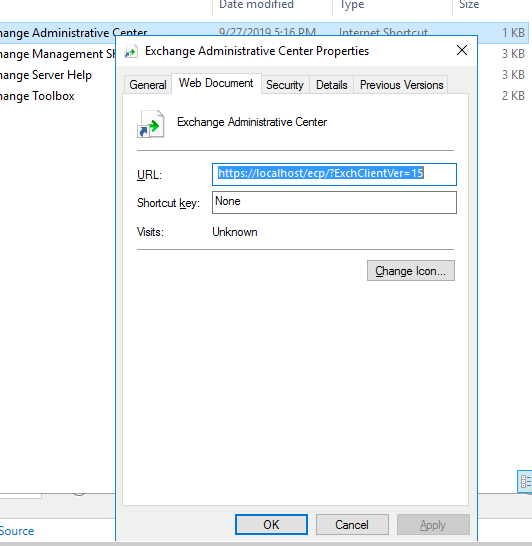 Date modified Type Size
hange Administrative Center 9/27/2019 5:16 PM Internet Shortcut 1 KB
Exchange Administrative Center Properties
hange Management Sh 3 KB
hange Server Help 3 KB
hange Toolbox 2 KB
General Web Document Security Details Previous Versions
Exchange Administrative Center
URL: https://localhost/ecp/?ExchClientVer=15
Shortcut key: None
Visits: Unknown
Change Icon...
OK Cancel Apply
Source